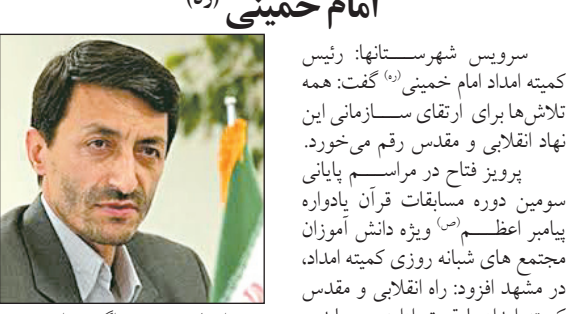 امام خمینی (ره)
سرویس شهرستانها: رئیس
کمیته امداد امام خمینی(ره) گفت: همه
تلاش‌ها برای ارتقای سازمانی این
نهاد انقلابی و مقدس رقم می‌خورد.
پرویز فتاح در مراسم پایانی
سومین دوره مسابقات قرآن یادواره
پیامبر اعظم(ص) ویژه دانش آموزان
مجتمع های شبانه روزی کمیته امداد،
در مشهد افزود: راه انقلابی و مقدس